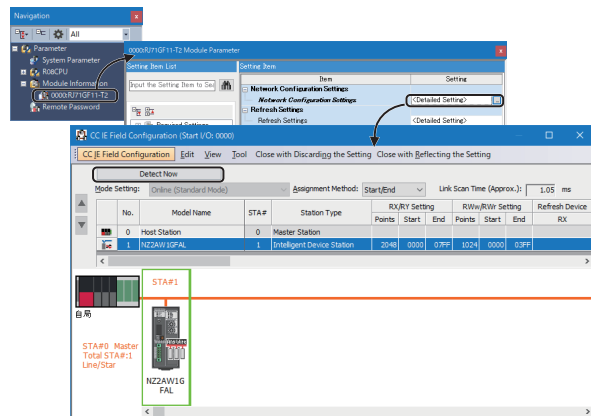 Navigation
All
Parameter
System Parameter
R08CPU
Module Information
0000:RJ71GF11-T2
Remote Password
0000:RJ71GF11-T2 Module Parameter
Setting Item List
Setting Item
Input the Setting Item to Sea
Item
Setting
Network Configuration Settings
Network Configuration Settings
<Detailed Setting>
Refresh Settings
Refresh Settings
<Detailed Setting>
CC IE Field Configuration (Start I/O: 0000)
CC IE Field Configuration Edit View Tool Close with Discarding the Setting Close with Reflecting the Setting
Detect Now
Mode Setting: Online (Standard Mode) Assignment Method: Start/End Link Scan Time (Approx.): 1.05 ms
No. Model Name STA# Station Type RX/RY Setting RWw/RWr Setting Refresh Device
Points Start End Points Start End RX
0 Host Station 0 Master Station
1 NZ2AW1GFAL 1 Intelligent Device Station 2048 0000 07FF 1024 0000 03FF
STA#1
自局
STA#0 Master
Total STA#:1
Line/Star
NZ2AW1G
FAL